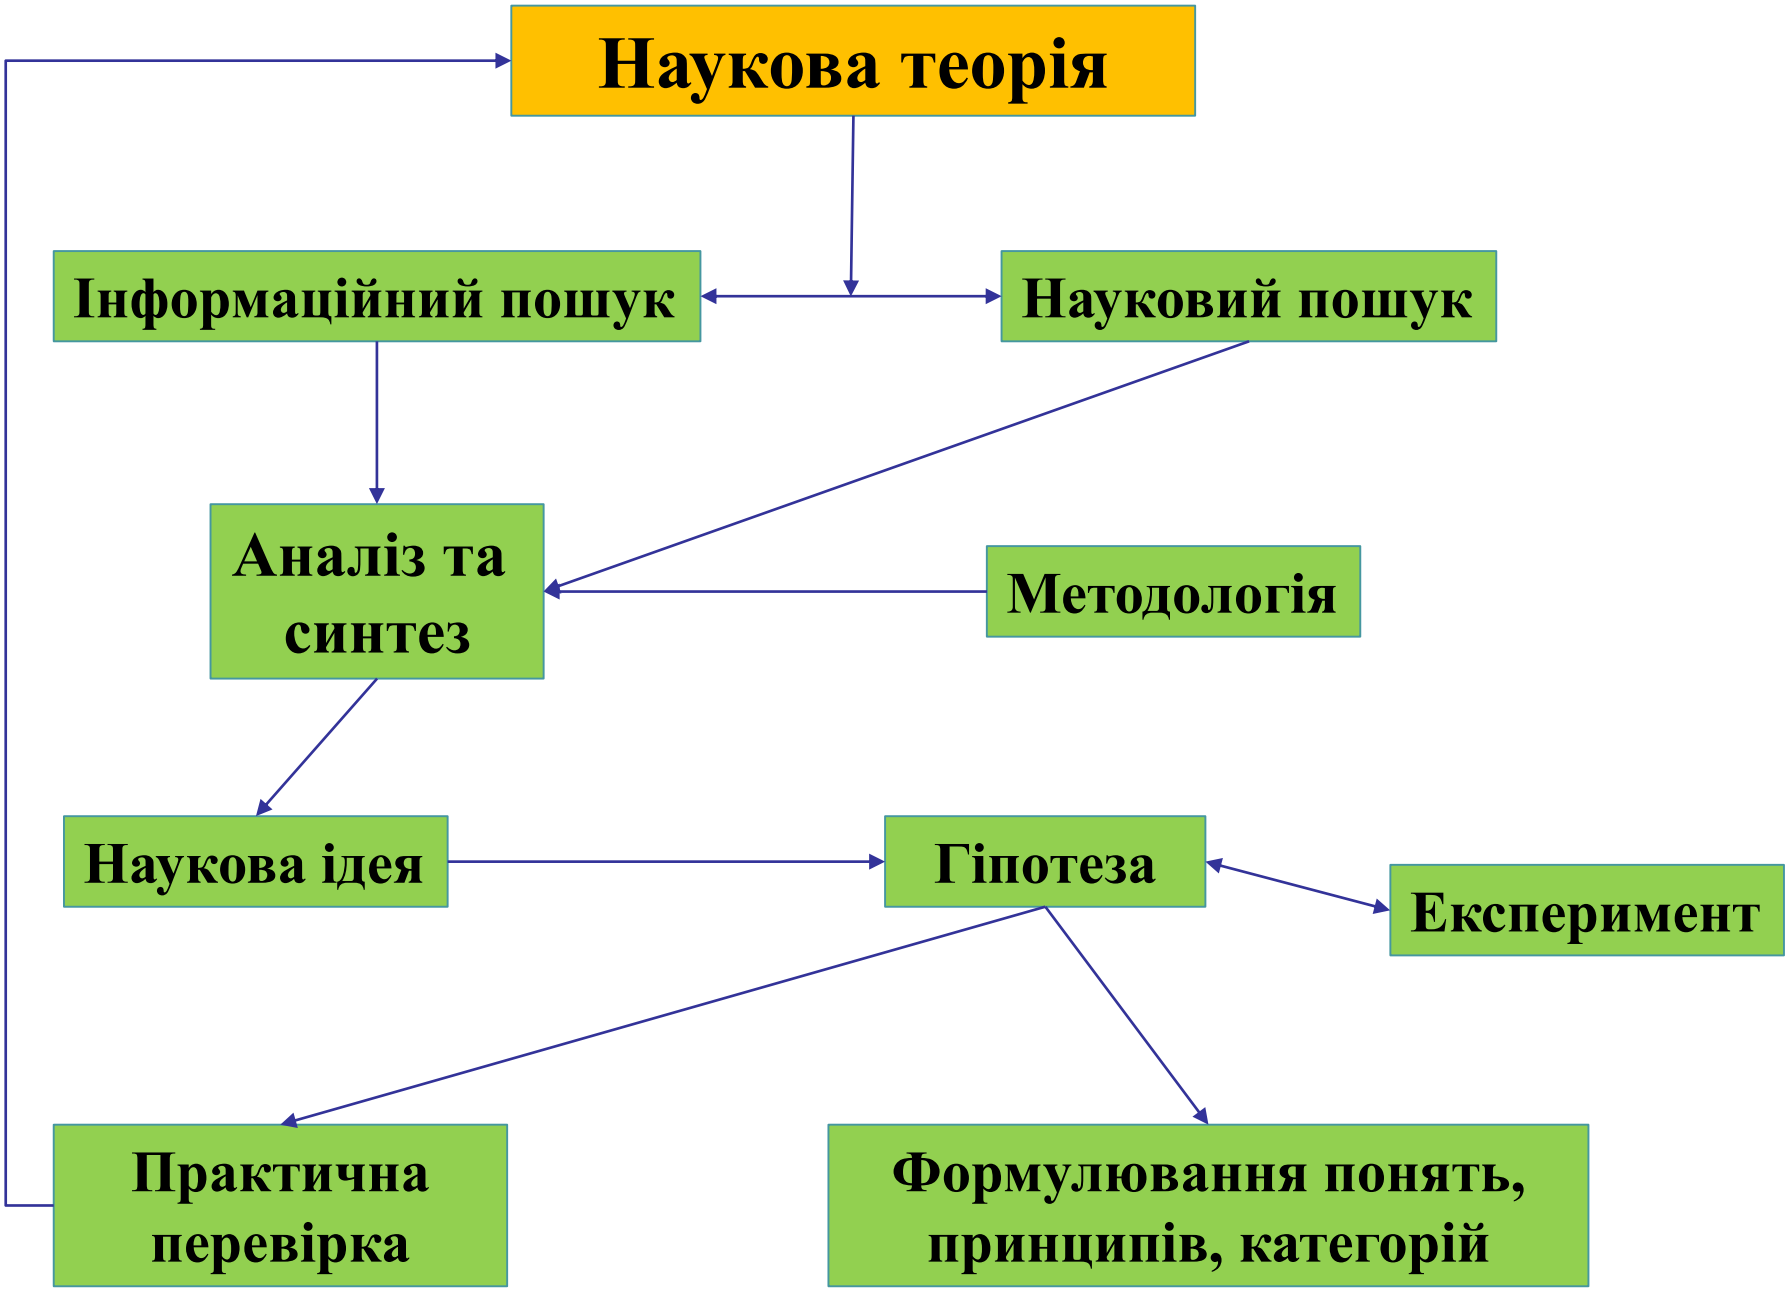 Наукова теорія
Інформаційний пошук
Науковий пошук
Аналіз та
синтез
Методологія
Наукова ідея
Гіпотеза
Експеримент
Практична
перевірка
Формулювання понять,
принципів, категорій